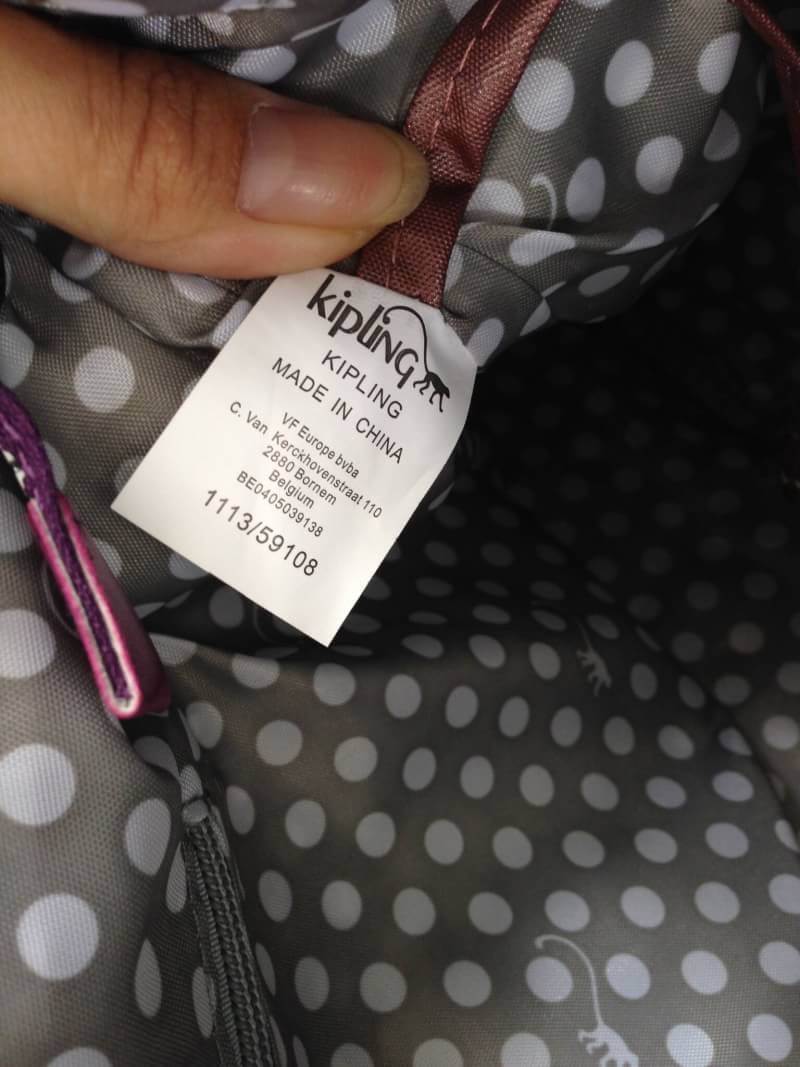 kipling
KIPLING
MADE IN CHINA
VF Europe bvba
C. Van Kerckhovenstraat 110
2880 Bornem
Belgium
BE0405039138
1113/59108